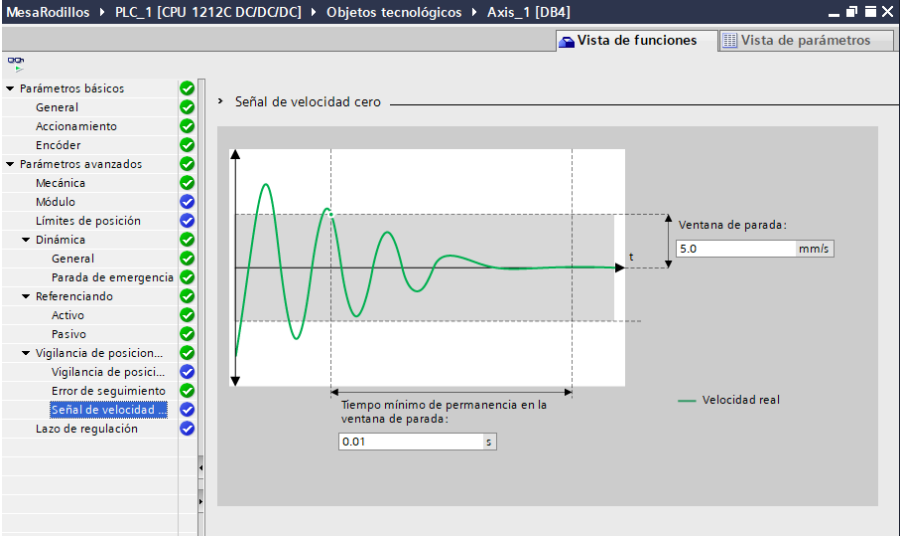 MesaRodillos ▸ PLC_1 [CPU 1212C DC/DC/DC] ▸ Objetos tecnológicos ▸ Axis_1 [DB4]
Vista de funciones
Vista de parámetros
Parámetros básicos
General
Accionamiento
Encóder
Parámetros avanzados
Mecánica
Módulo
Límites de posición
Dinámica
General
Parada de emergencia
Referenciando
Activo
Pasivo
Vigilancia de posicion...
Vigilancia de posici...
Error de seguimiento
Señal de velocidad ...
Lazo de regulación
Señal de velocidad cero
t
Ventana de parada:
5.0 mm/s
Velocidad real
Tiempo mínimo de permanencia en la
ventana de parada:
0.01 s